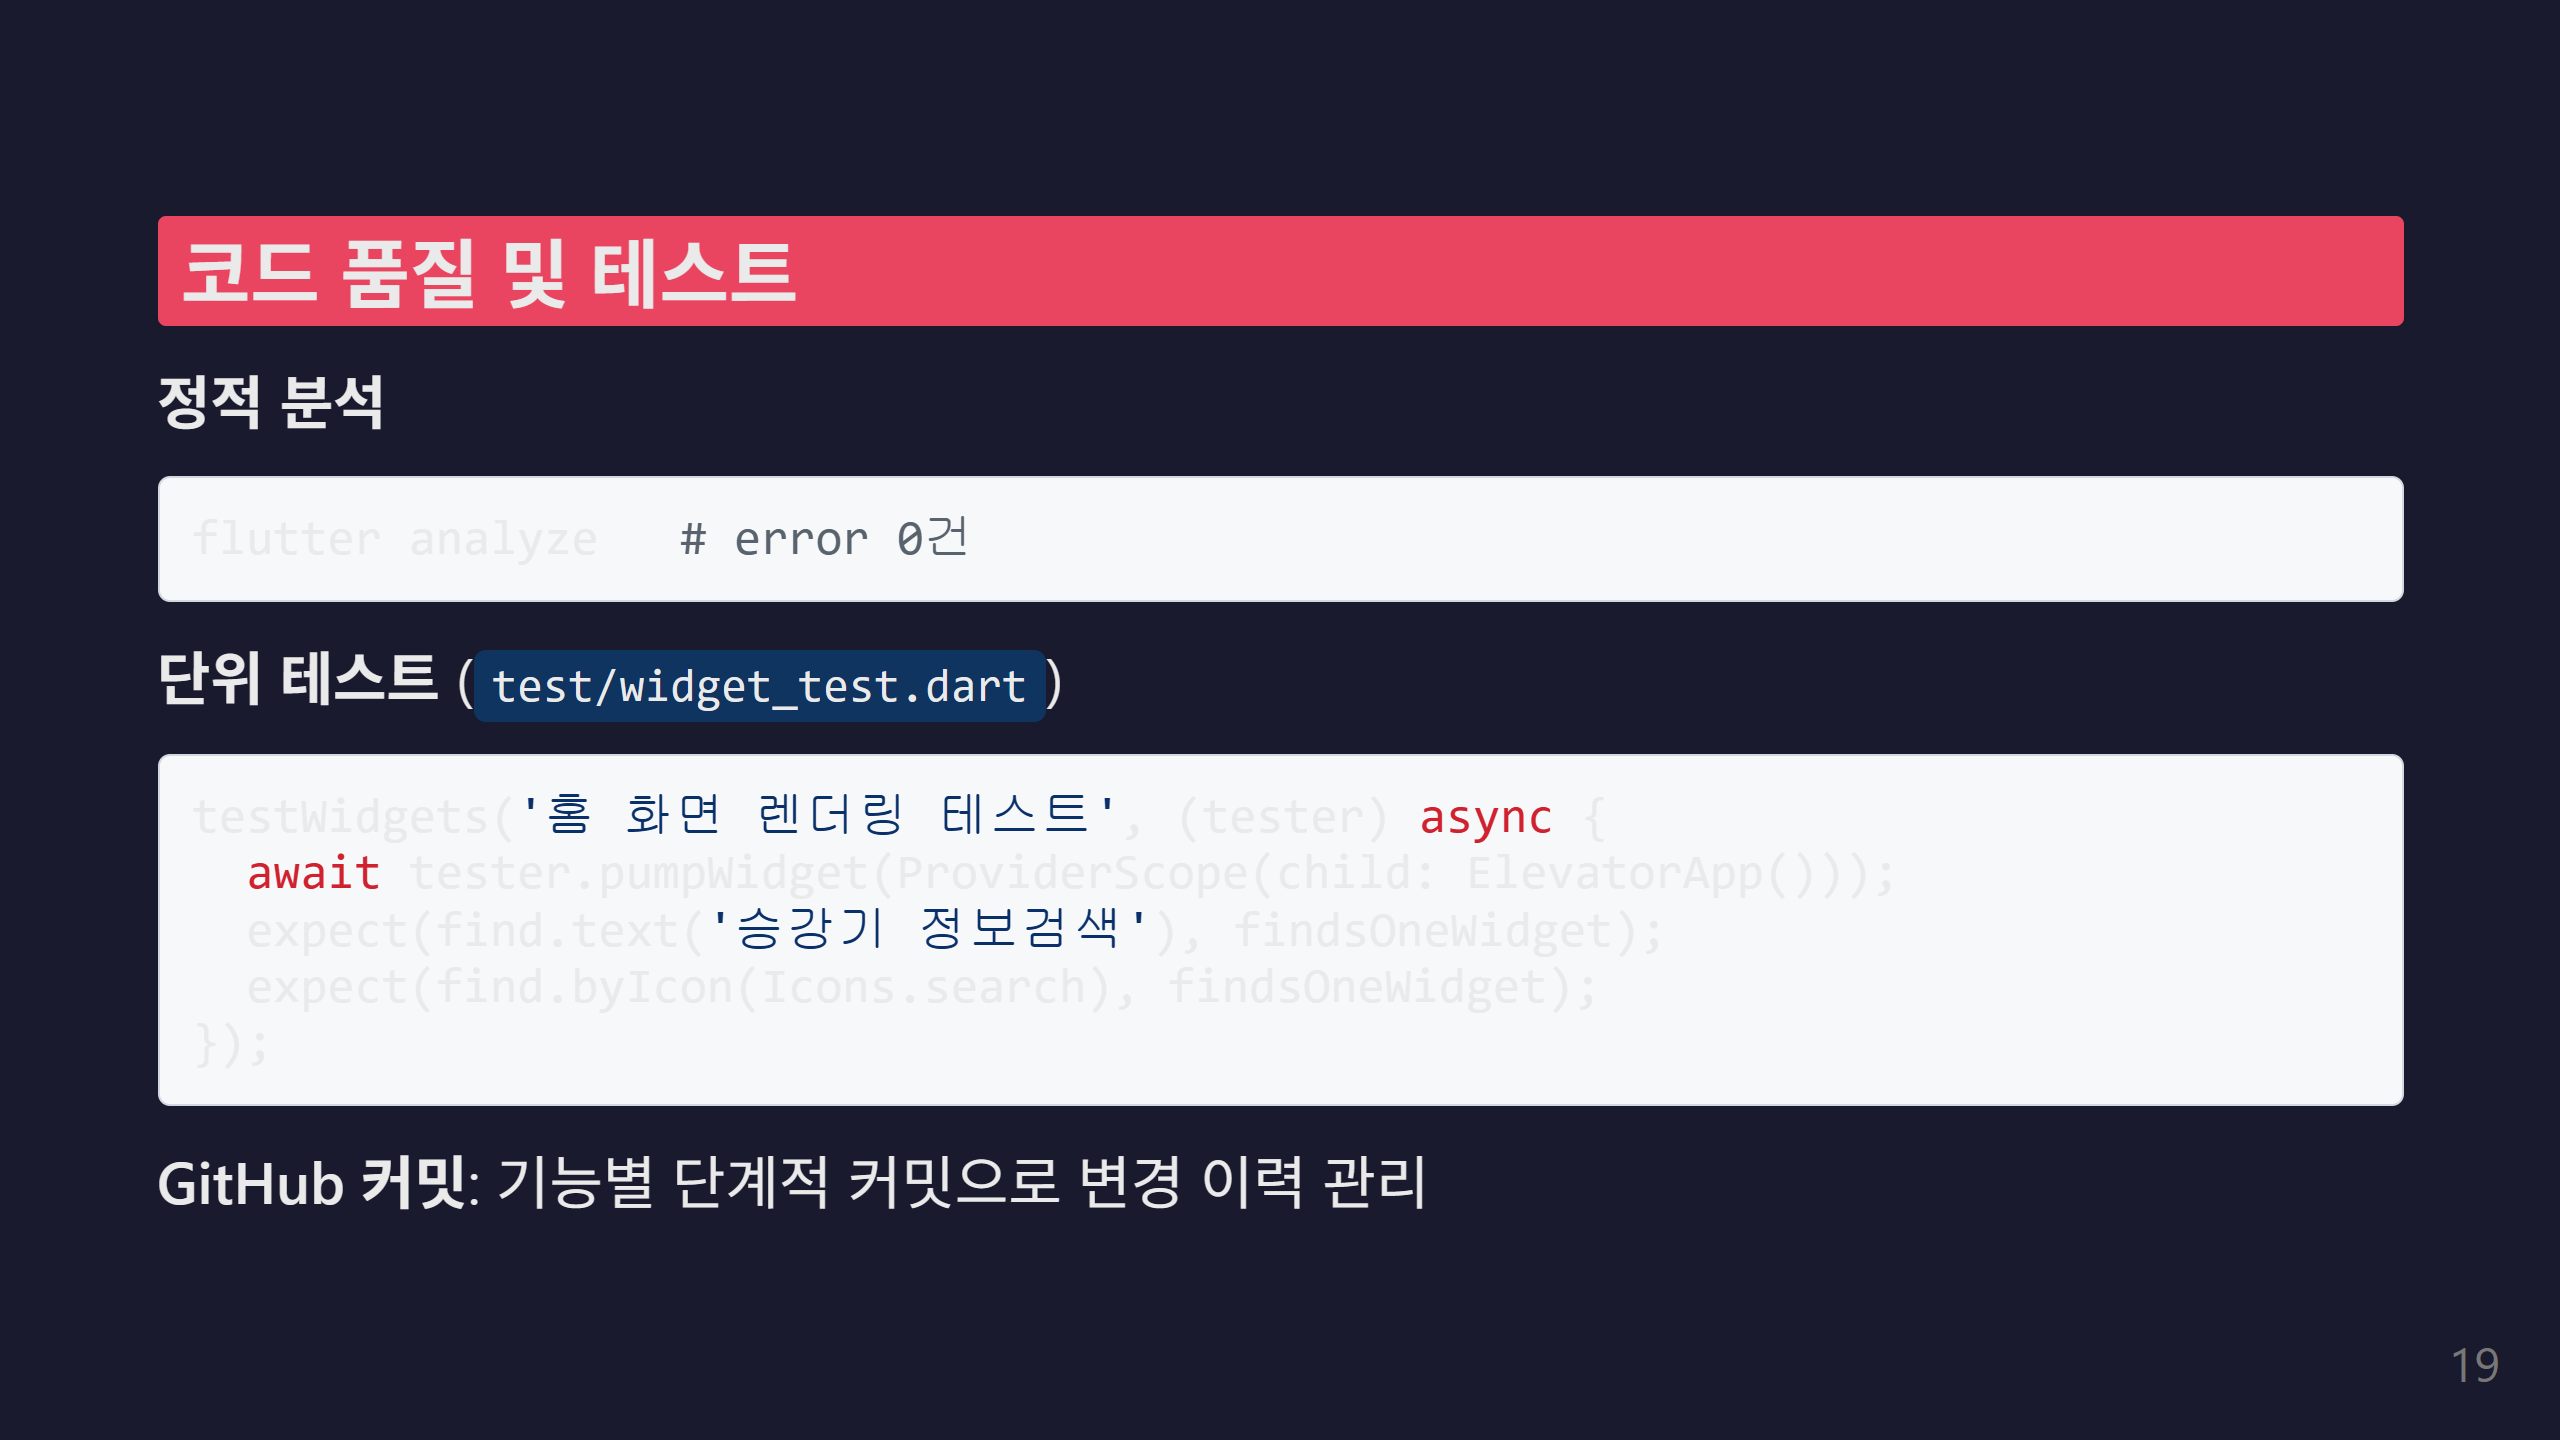 코드 품질 및 테스트
정적 분석
flutter analyze   # error 0건
단위 테스트 (test/widget_test.dart)
testWidgets('홈 화면 렌더링 테스트', (tester) async {
  await tester.pumpWidget(ProviderScope(child: ElevatorApp()));
  expect(find.text('승강기 정보검색'), findsOneWidget);
  expect(find.byIcon(Icons.search), findsOneWidget);
});
GitHub 커밋: 기능별 단계적 커밋으로 변경 이력 관리
19